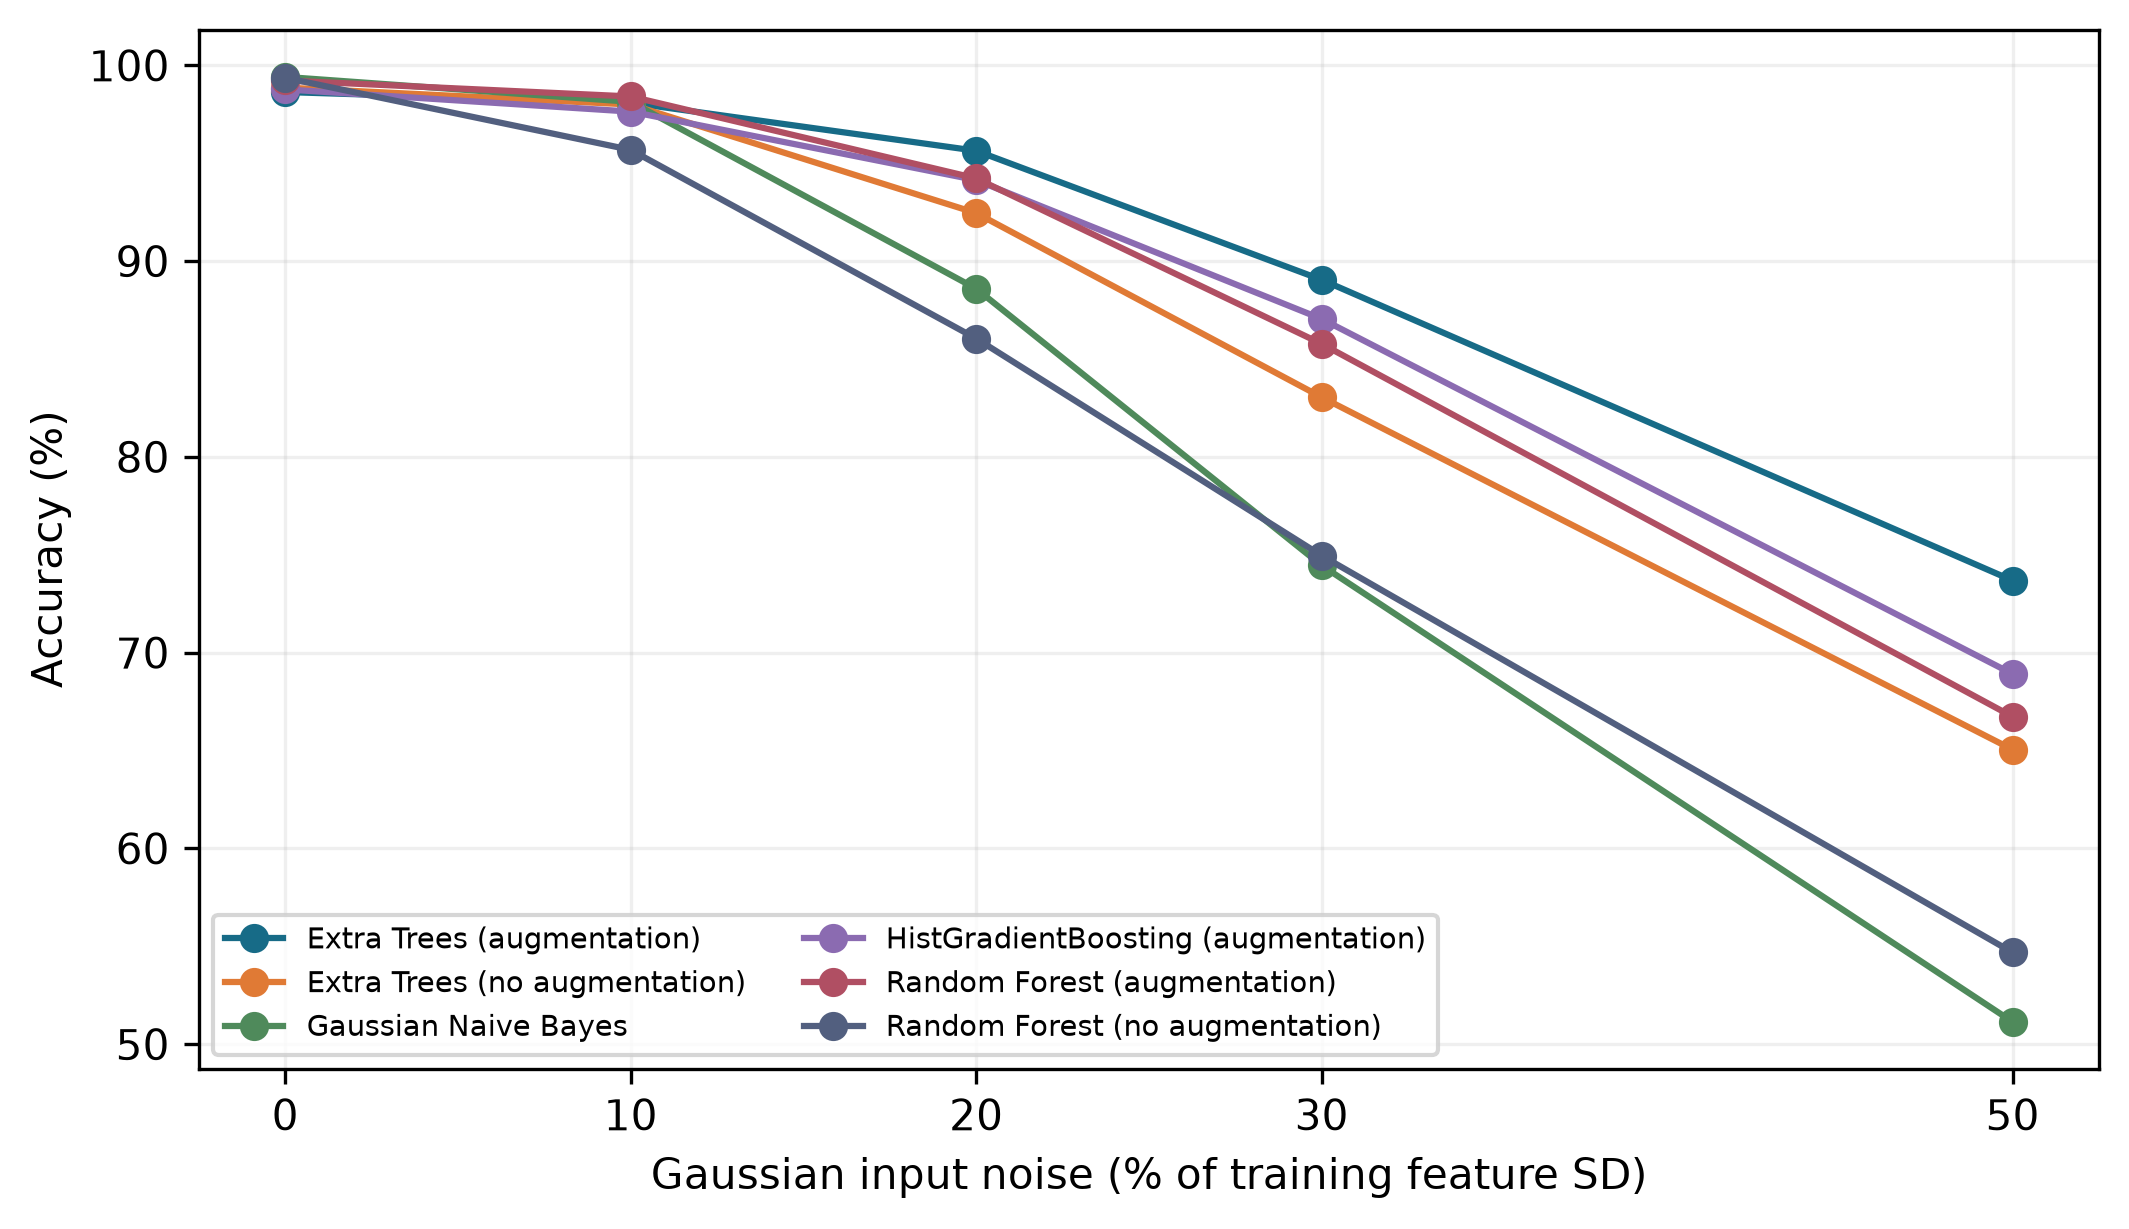 100
90
80
70
60
50
Accuracy (%)
Extra Trees (augmentation)
Extra Trees (no augmentation)
Gaussian Naive Bayes
HistGradientBoosting (augmentation)
Random Forest (augmentation)
Random Forest (no augmentation)
0 10 20 30 50
Gaussian input noise (% of training feature SD)